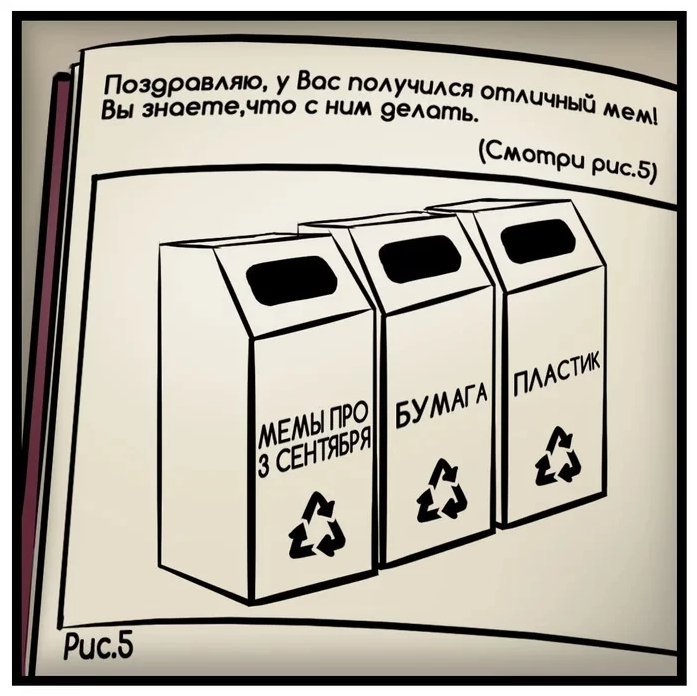 Поздравляю, у Вас получился отличный мем!
Вы знаете,что с ним делать.
(Смотри рис.5)
МЕМЫ ПРО
3 СЕНТЯБРЯ
БУМАГА
ПЛАСТИК
Рис.5